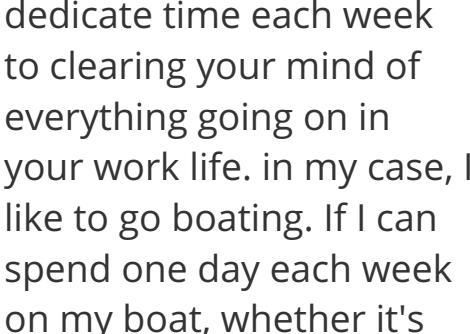 dedicate time each week
to clearing your mind of
everything going on in
your work life. in my case, I
like to go boating. If I can
spend one day each week
on my boat, whether it's